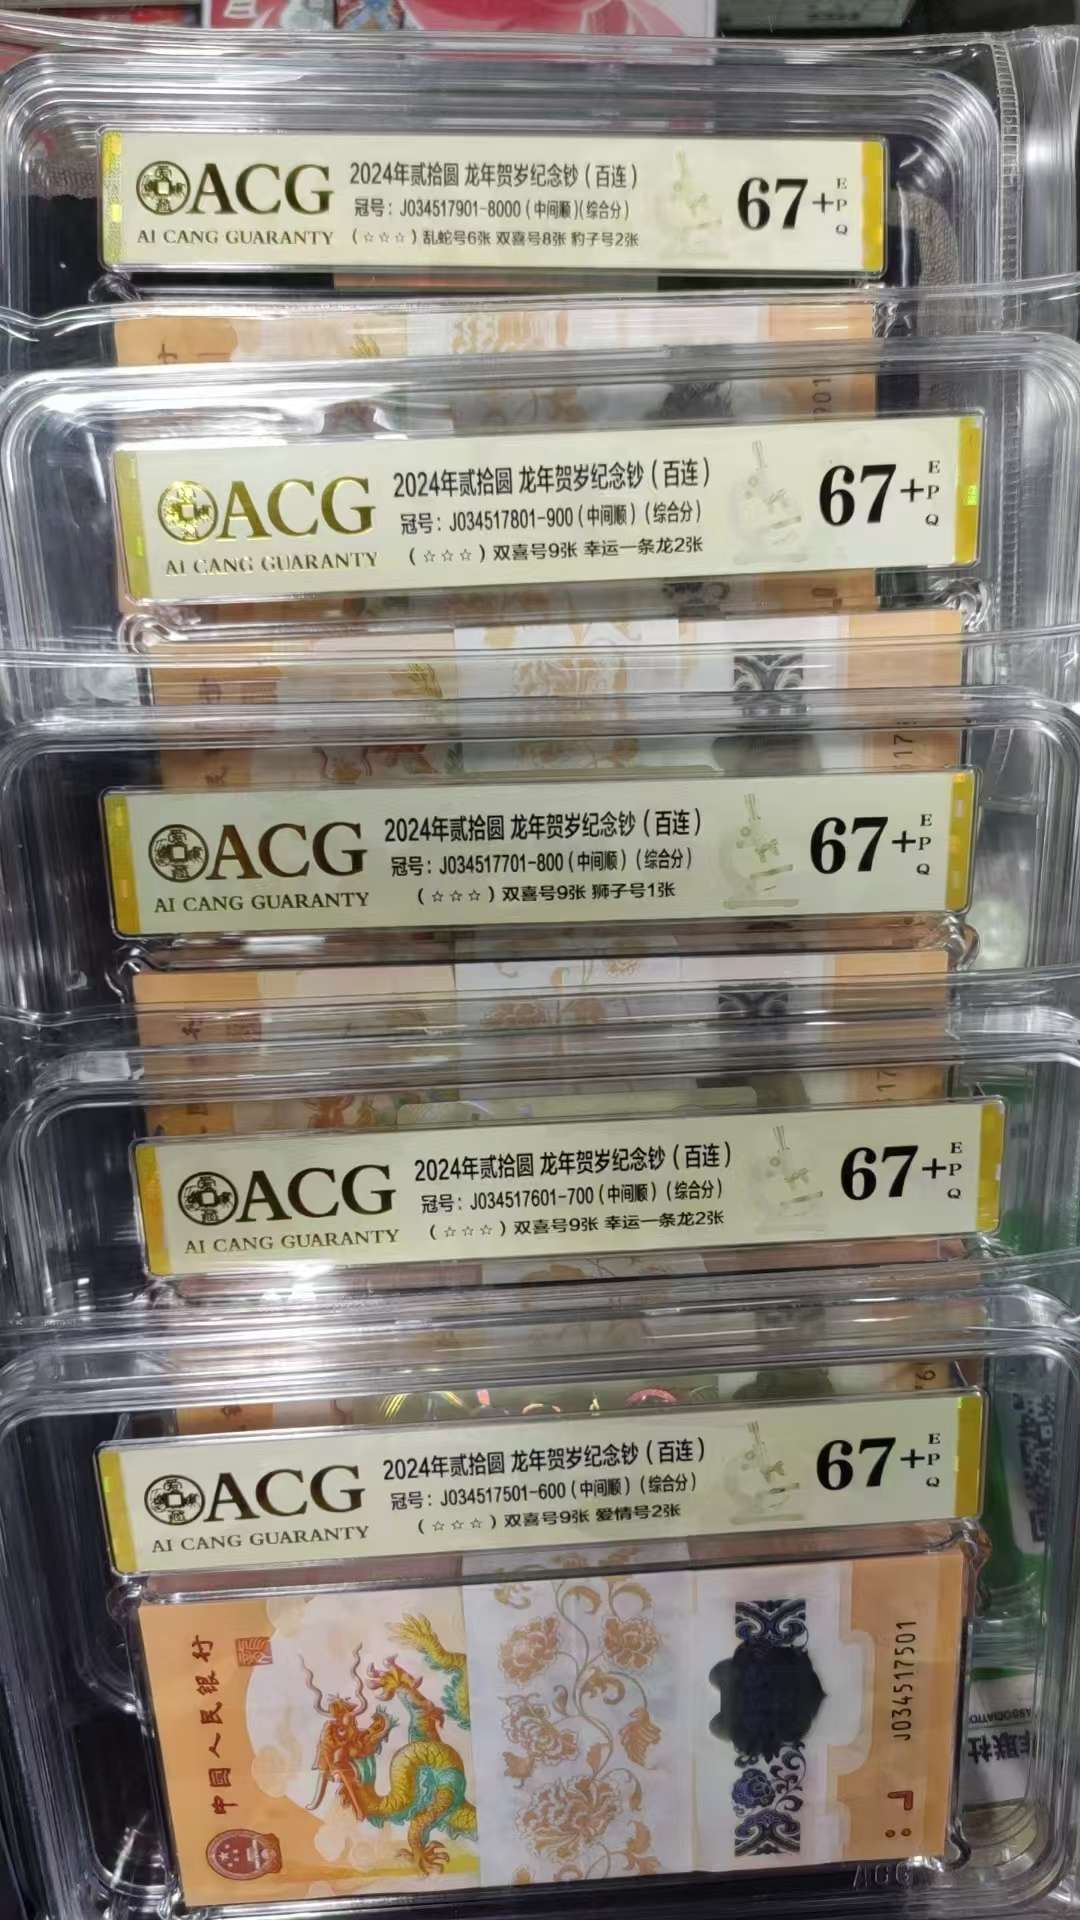 ACG
AI CANG GUARANTY
2024年贰拾圆 龙年贺岁纪念钞（百连）
冠号：J034517901-8000（中间顺）（综合分）
（☆☆☆）乱蛇号6张 双喜号8张 豹子号2张
67+
EPQ
ACG
AI CANG GUARANTY
2024年贰拾圆 龙年贺岁纪念钞（百连）
冠号：J034517801-900（中间顺）（综合分）
（☆☆☆）双喜号9张 幸运一条龙2张
67+
EPQ
ACG
AI CANG GUARANTY
2024年贰拾圆 龙年贺岁纪念钞（百连）
冠号：J034517701-800（中间顺）（综合分）
（☆☆☆）双喜号9张 狮子号1张
67+
EPQ
ACG
AI CANG GUARANTY
2024年贰拾圆 龙年贺岁纪念钞（百连）
冠号：J034517601-700（中间顺）（综合分）
（☆☆☆）双喜号9张 幸运一条龙2张
67+
EPQ
ACG
AI CANG GUARANTY
2024年贰拾圆 龙年贺岁纪念钞（百连）
冠号：J034517501-600（中间顺）（综合分）
（☆☆☆）双喜号9张 爱情号2张
67+
EPQ
中国人民银行
J034517501
ACG